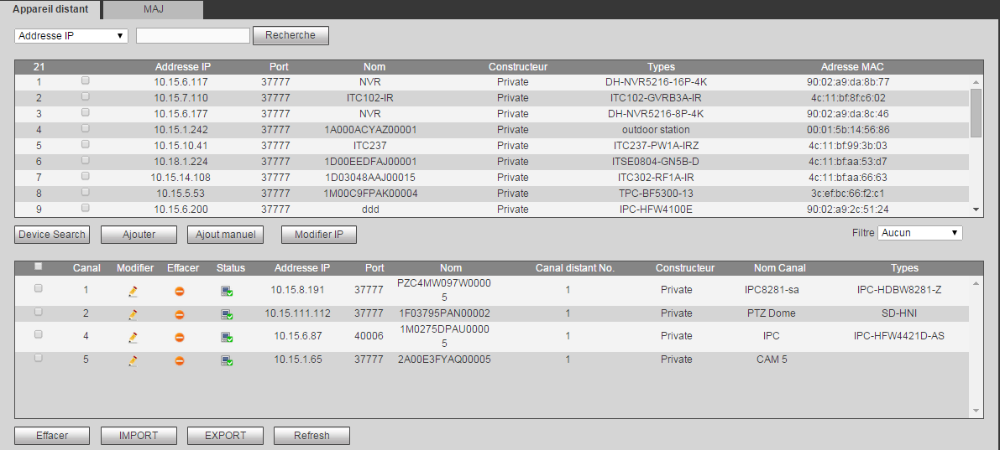 Appareil distant MAJ
Addresse IP Recherche
21 Addresse IP Port Nom Constructeur Types Adresse MAC
1 10.15.6.117 37777 NVR Private DH-NVR5216-16P-4K 90:02:a9:da:8b:77
2 10.15.7.110 37777 ITC102-IR Private ITC102-GVRB3A-IR 4c:11:bf:8f:c6:02
3 10.15.6.177 37777 NVR Private DH-NVR5216-8P-4K 90:02:a9:da:8c:46
4 10.15.1.242 37777 1A000ACYAZ00001 Private outdoor station 00:01:5b:14:56:86
5 10.15.10.41 37777 ITC237 Private ITC237-PW1A-IRZ 4c:11:bf:99:3b:03
6 10.18.1.224 37777 1D00EEDFAJ00001 Private ITSE0804-GN5B-D 4c:11:bf:aa:53:d7
7 10.15.14.108 37777 1D03048AAJ00015 Private ITC302-RF1A-IR 4c:11:bf:aa:66:63
8 10.15.5.53 37777 1M00C9FPAK00004 Private TPC-BF5300-13 3c:ef:bc:66:f2:c1
9 10.15.6.200 37777 ddd Private IPC-HFW4100E 90:02:a9:2c:51:24
Device Search Ajouter Ajout manuel Modifier IP Filtre Aucun
Canal Modifier Effacer Status Addresse IP Port Nom Canal distant No. Constructeur Nom Canal Types
1 10.15.8.191 37777 PZC4MW097W0000 1 Private IPC8281-sa IPC-HDBW8281-Z
5
2 10.15.111.112 37777 1F03795PAN00002 1 Private PTZ Dome SD-HNI
4 10.15.6.87 40006 1M0275DPAU0000 1 Private IPC IPC-HFW4421D-AS
5
5 10.15.1.65 37777 2A00E3FYAQ00005 1 Private CAM 5
Effacer IMPORT EXPORT Refresh